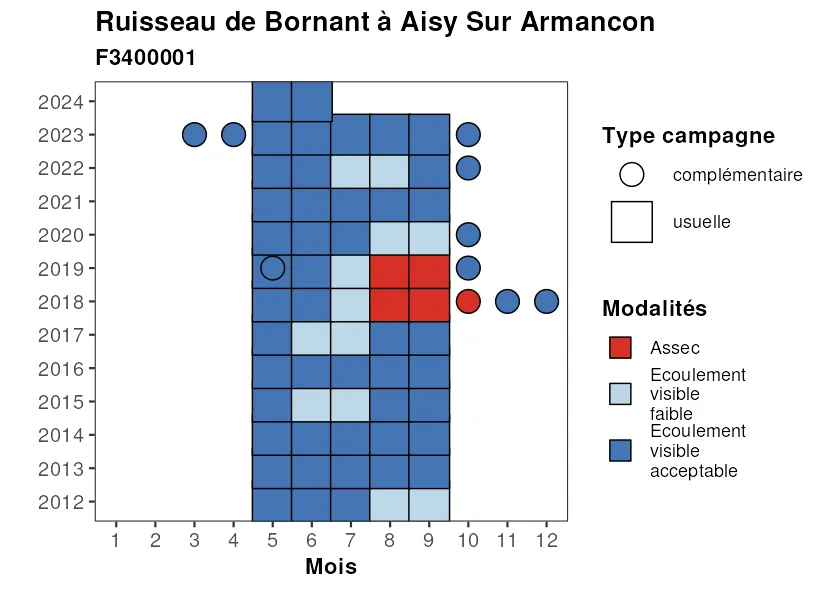 Ruisseau de Bornant à Aisy Sur Armancon
F3400001
2024
2023
2022
2021
2020
2019
2018
2017
2016
2015
2014
2013
2012
1 2 3 4 5 6 7 8 9 10 11 12
Mois
Type campagne
complémentaire
usuelle
Modalités
Assec
Ecoulement
visible
faible
Ecoulement
visible
acceptable